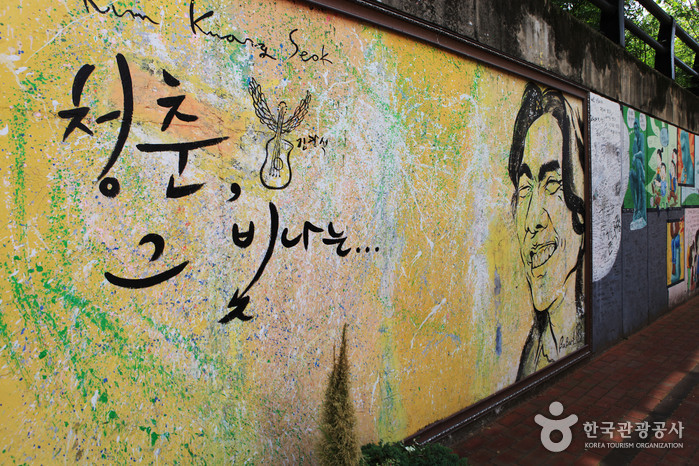 Kim Kwang Seok
청춘,
김광석
그 빛나는...
한국관광공사
KOREA TOURISM ORGANIZATION